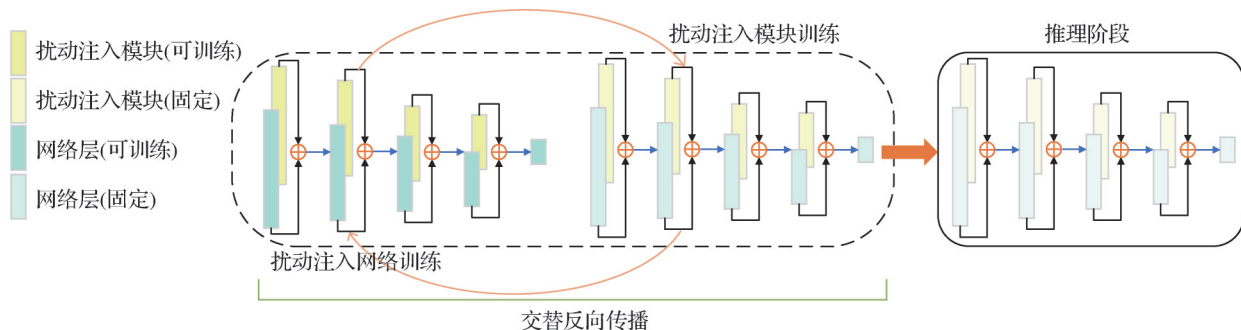 扰动注入模块(可训练)
扰动注入模块(固定)
网络层(可训练)
网络层(固定)
扰动注入模块训练
推理阶段
扰动注入网络训练
交替反向传播